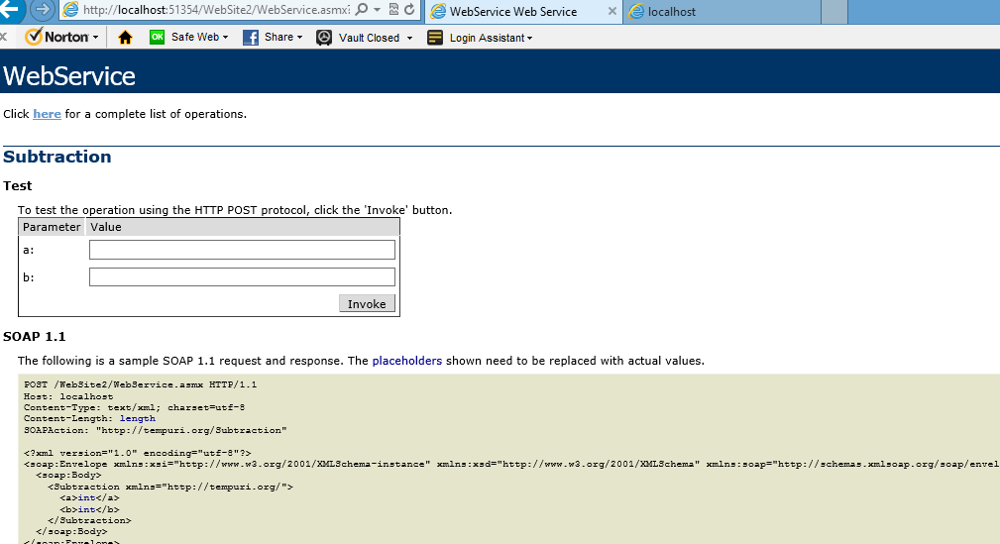 http://localhost:51354/WebSite2/WebService.asmx
WebService Web Service
localhost
Norton
OK Safe Web
Share
Vault Closed
Login Assistant
WebService
Click here for a complete list of operations.
Subtraction
Test
To test the operation using the HTTP POST protocol, click the 'Invoke' button.
Parameter Value
a:
b:
Invoke
SOAP 1.1
The following is a sample SOAP 1.1 request and response. The placeholders shown need to be replaced with actual values.
POST /WebSite2/WebService.asmx HTTP/1.1
Host: localhost
Content-Type: text/xml; charset=utf-8
Content-Length: length
SOAPAction: "http://tempuri.org/Subtraction"
<?xml version="1.0" encoding="utf-8"?>
<soap:Envelope xmlns:xsi="http://www.w3.org/2001/XMLSchema-instance" xmlns:xsd="http://www.w3.org/2001/XMLSchema" xmlns:soap="http://schemas.xmlsoap.org/soap/envel
<soap:Body>
<Subtraction xmlns="http://tempuri.org/">
<a>int</a>
<b>int</b>
</Subtraction>
</soap:Body>
</soap:Envelope>